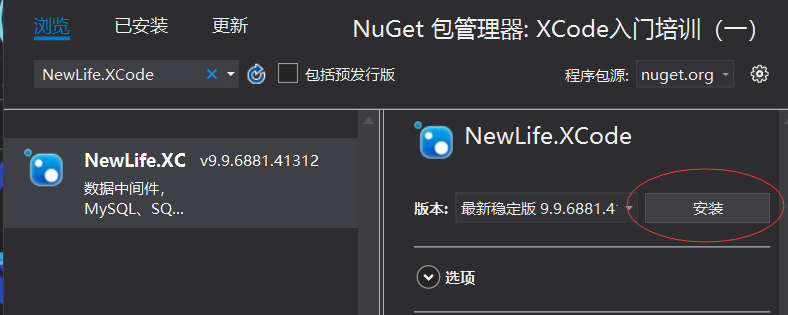 浏览 已安装 更新 NuGet 包管理器: XCode入门培训（一）
NewLife.XCode 包括预发行版 程序包源: nuget.org
NewLife.XC v9.9.6881.41312
数据中间件,
MySQL、SQ...
NewLife.XCode
版本: 最新稳定版 9.9.6881.41 安装
选项